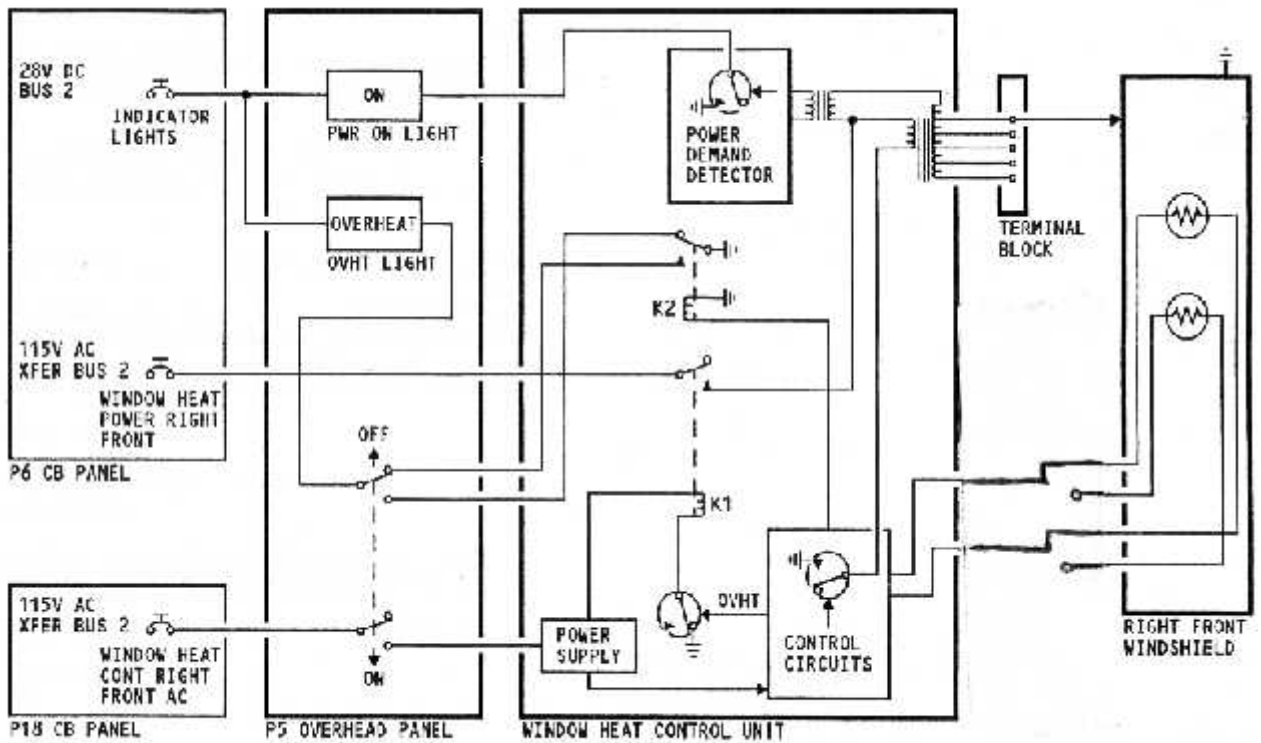 28V DC
BUS 2
INDICATOR
LIGHTS
115V AC
XFER BUS 2
WINDOW HEAT
POWER RIGHT
FRONT
P6 CB PANEL
115V AC
XFER BUS 2
WINDOW HEAT
CONT RIGHT
FRONT AC
P18 CB PANEL
ON
PWR ON LIGHT
OVERHEAT
OVHT LIGHT
OFF
ON
P5 OVERHEAD PANEL
POWER
DEMAND
DETECTOR
K2
K1
OVHT
POWER
SUPPLY
CONTROL
CIRCUITS
WINDOW HEAT CONTROL UNIT
TERMINAL
BLOCK
RIGHT FRONT
WINDSHIELD